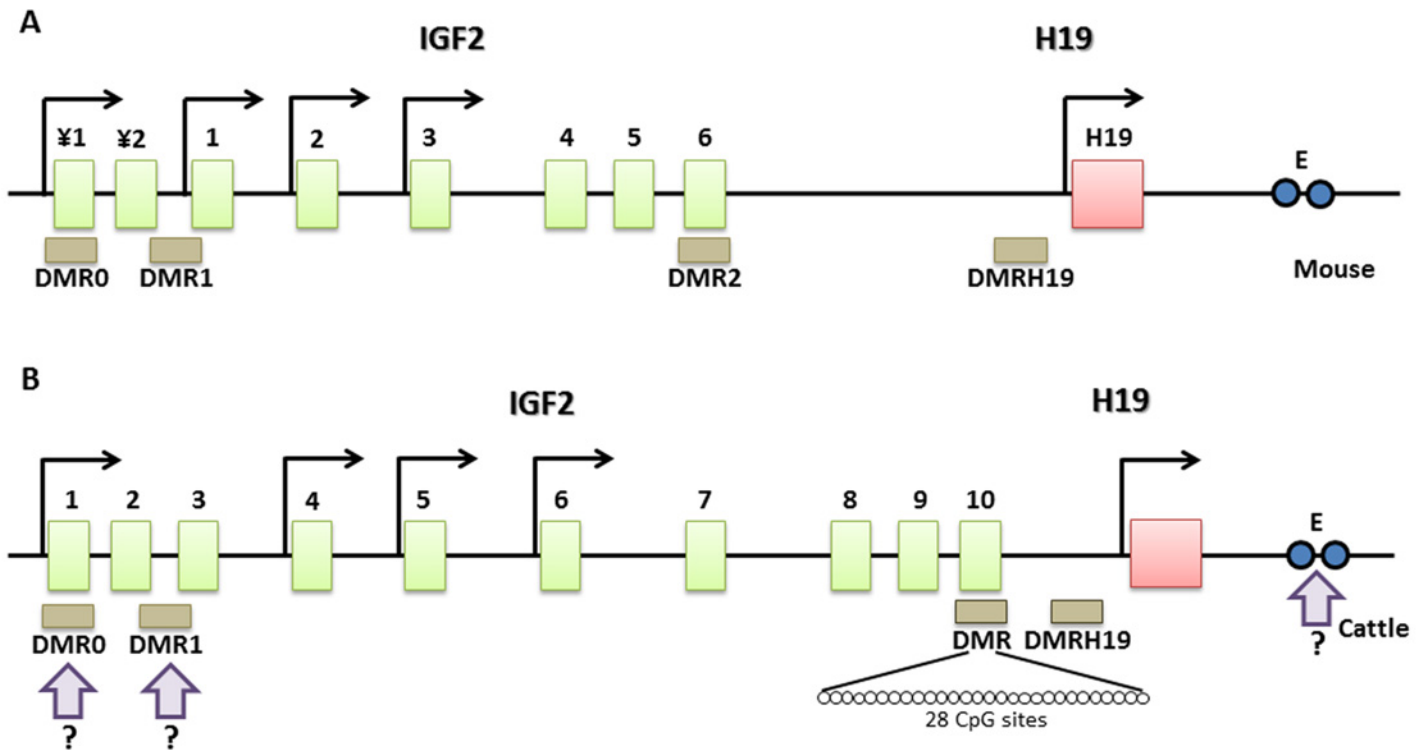 A
IGF2 H19
¥1 ¥2 1 2 3 4 5 6 H19 E
DMR0 DMR1 DMR2 DMRH19 Mouse
B
IGF2 H19
1 2 3 4 5 6 7 8 9 10 E
DMR0 DMR1 DMR DMRH19 ? Cattle
? ? 28 CpG sites